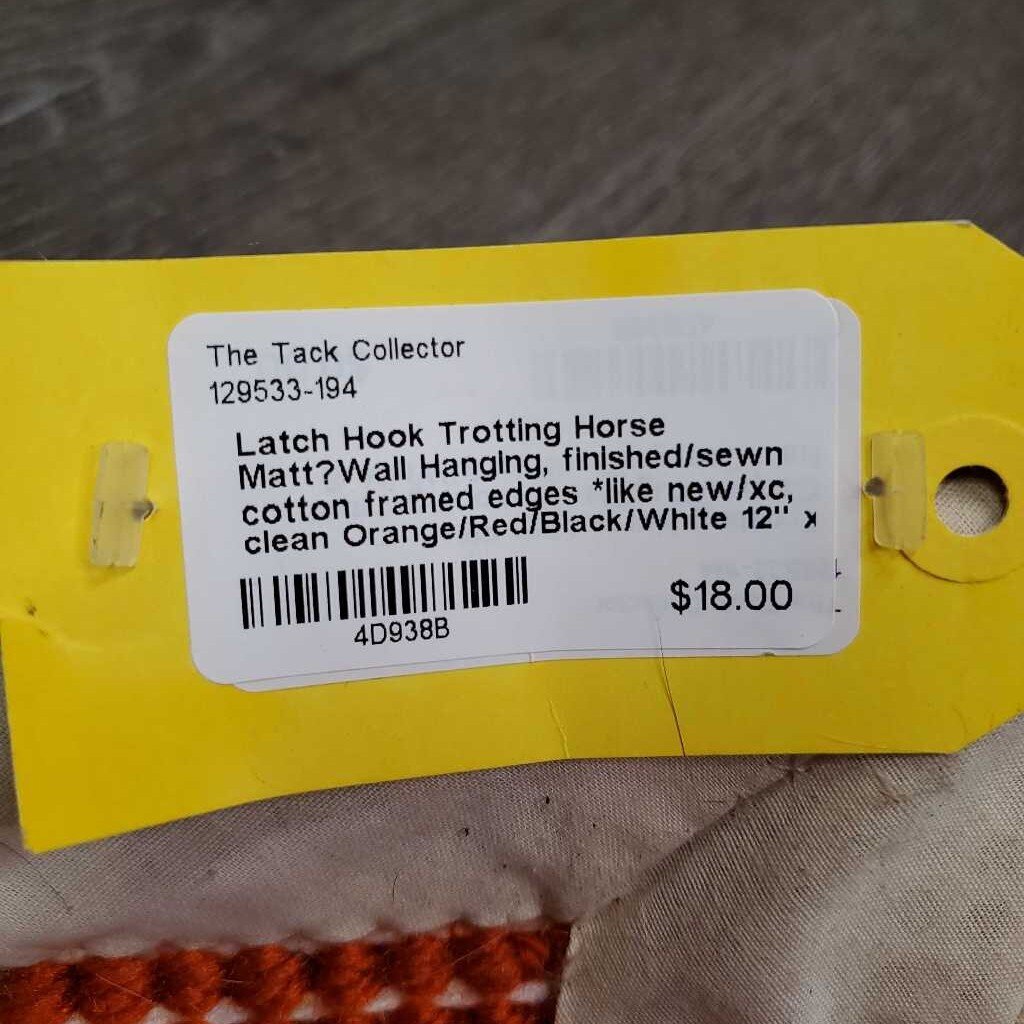 The Tack Collector
129533-194
Latch Hook Trotting Horse
Matt?Wall Hanging, finished/sewn
cotton framed edges *like new/xc,
clean Orange/Red/Black/White 12" x
$18.00
4D938B